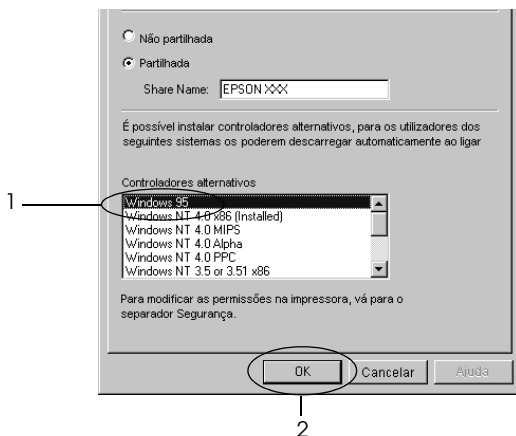 Não partilhada
Partilhada
Share Name: EPSON XXX
É possível instalar controladores alternativos, para os utilizadores dos
seguintes sistemas os poderem descarregar automaticamente ao ligar
Controladores alternativos
1
Windows 95
Windows NT 4.0 x86 (Installed)
Windows NT 4.0 MIPS
Windows NT 4.0 Alpha
Windows NT 4.0 PPC
Windows NT 3.5 or 3.51 x86
Para modificar as permissões na impressora, vá para o
separador Segurança.
OK Cancelar Ajuda
2